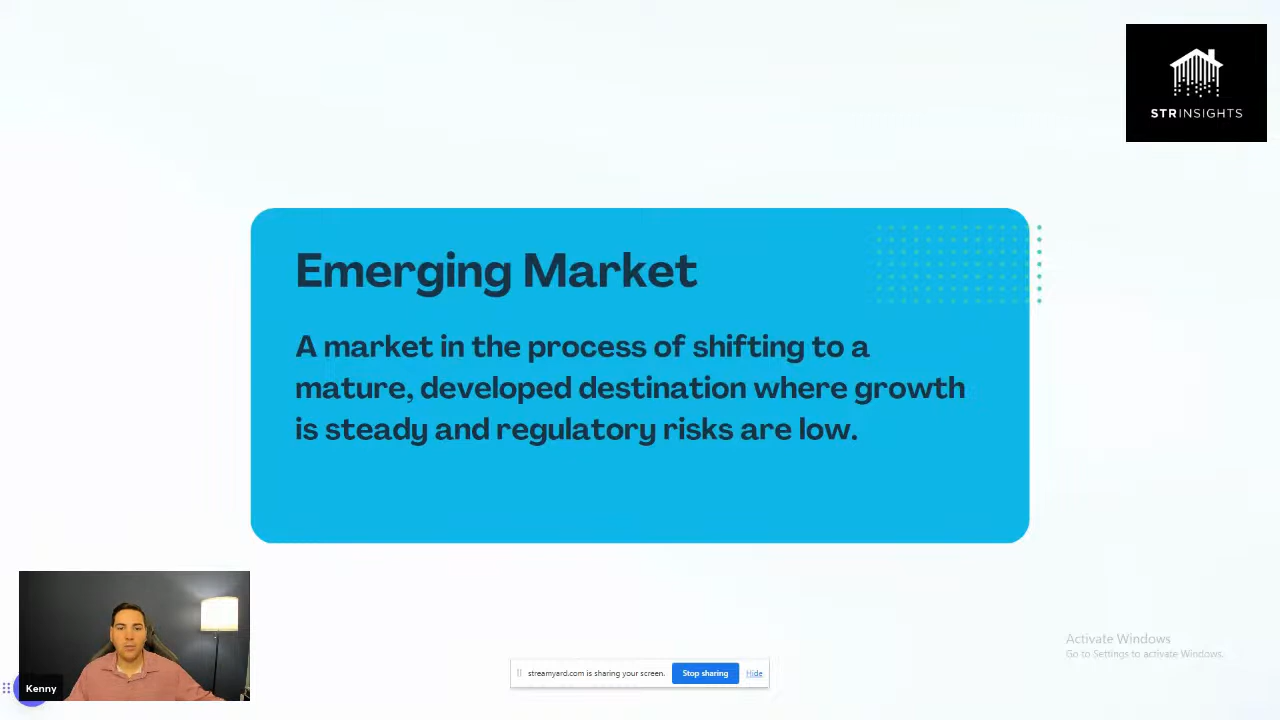 STRINSIGHTS
Emerging Market
A market in the process of shifting to a
mature, developed destination where growth
is steady and regulatory risks are low.
Activate Windows
Go to Settings to activate Windows.
streamyard.com is sharing your screen.
Stop sharing
Hide
Kenny